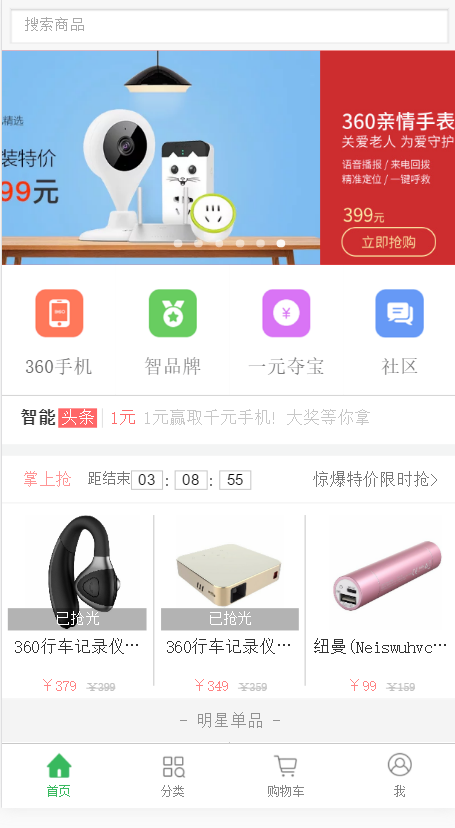 搜索商品
精选
装特价
99元
360亲情手表
关爱老人 为爱守护
语音播报 / 来电回拨
精准定位 / 一键呼救
399元
立即抢购
360手机
智品牌
一元夺宝
社区
智能 头条 1元 1元赢取千元手机! 大奖等你拿
掌上抢 距结束 03 : 08 : 55 惊爆特价限时抢>
已抢光
已抢光
360行车记录仪…
360行车记录仪…
纽曼(Neiswuhvc…
￥379 ￥399
￥349 ￥359
￥99 ￥159
- 明星单品 -
首页
分类
购物车
我